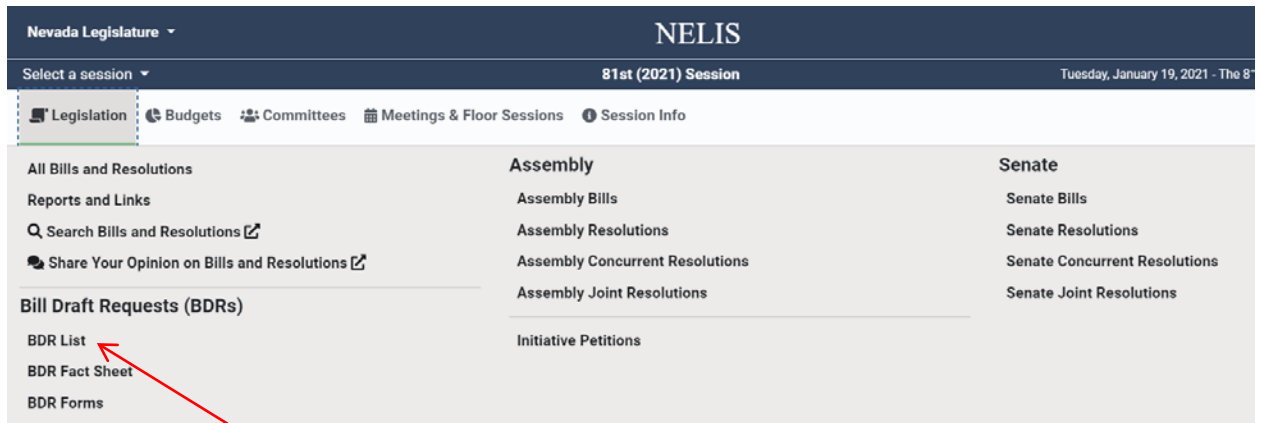 Nevada Legislature
NELIS
Select a session
81st (2021) Session
Tuesday, January 19, 2021 - The 8
Legislation
Budgets
Committees
Meetings & Floor Sessions
Session Info
All Bills and Resolutions
Reports and Links
Search Bills and Resolutions
Share Your Opinion on Bills and Resolutions
Bill Draft Requests (BDRs)
BDR List
BDR Fact Sheet
BDR Forms
Assembly
Assembly Bills
Assembly Resolutions
Assembly Concurrent Resolutions
Assembly Joint Resolutions
Initiative Petitions
Senate
Senate Bills
Senate Resolutions
Senate Concurrent Resolutions
Senate Joint Resolutions